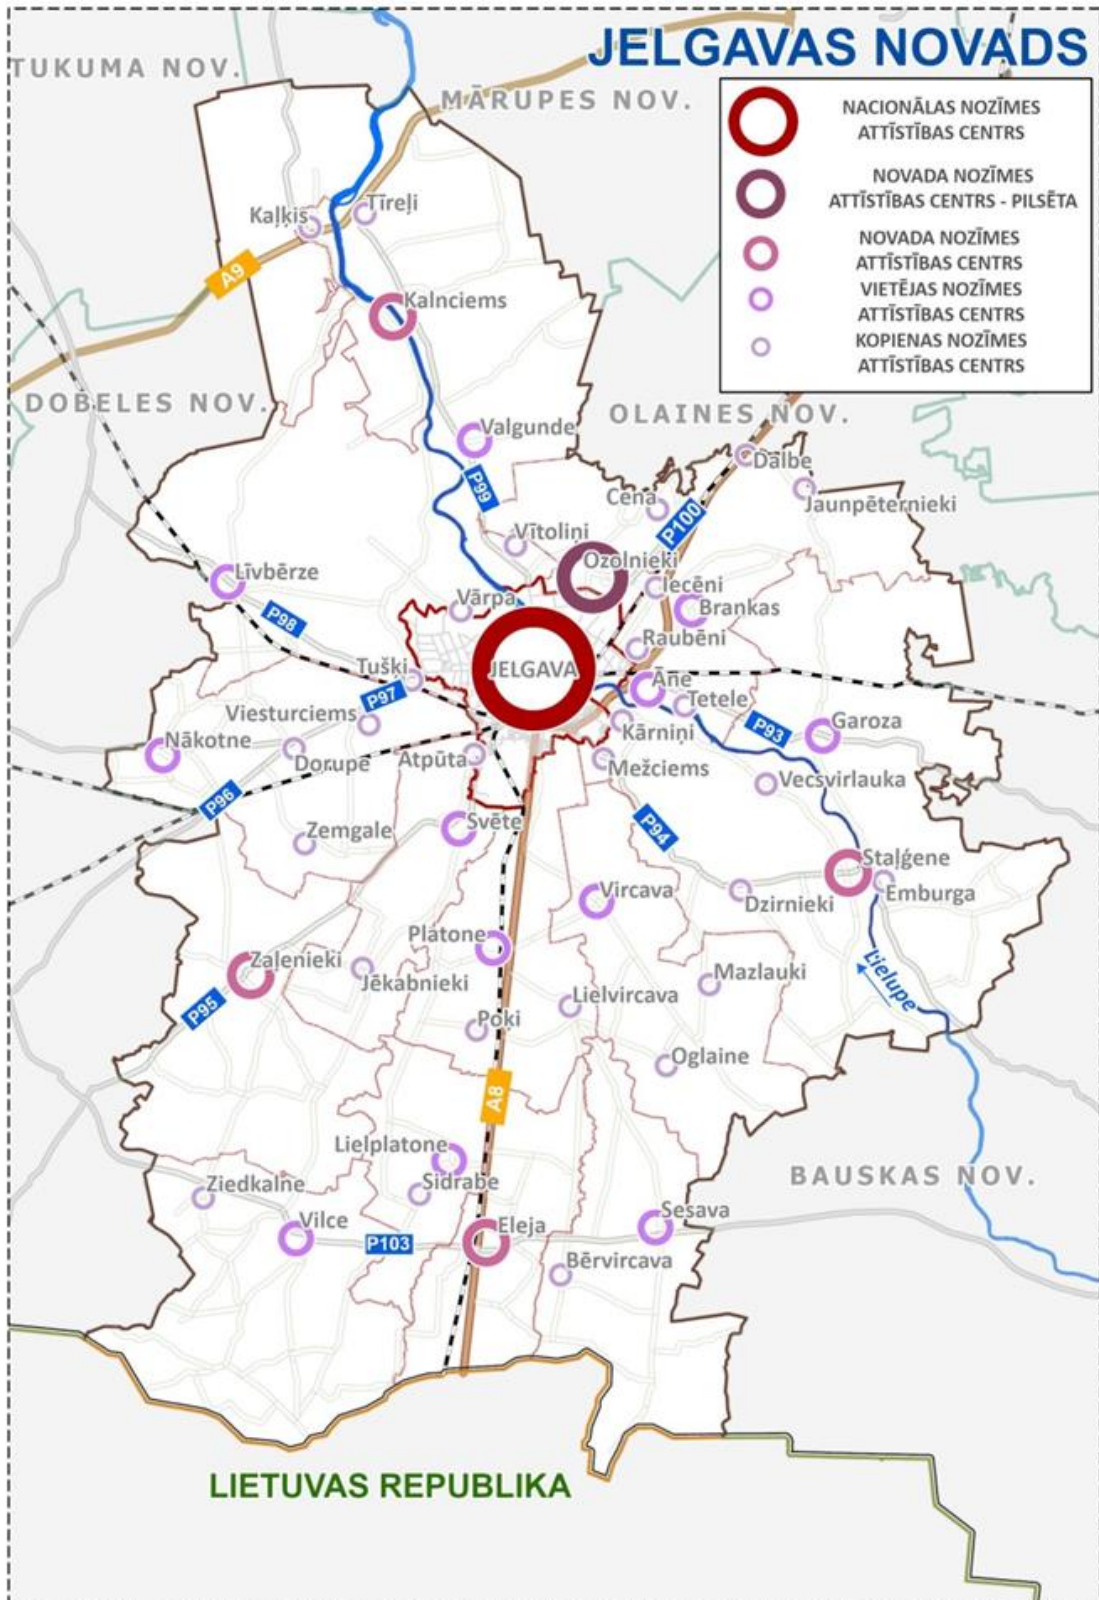 JELGAVAS NOVADS
TUKUMA NOV.
MĀRUPES NOV.
NACIONĀLAS NOZĪMES
ATTĪSTĪBAS CENTRS
NOVADA NOZĪMES
ATTĪSTĪBAS CENTRS - PILSĒTA
NOVADA NOZĪMES
ATTĪSTĪBAS CENTRS
VIETĒJAS NOZĪMES
ATTĪSTĪBAS CENTRS
KOPIENAS NOZĪMES
ATTĪSTĪBAS CENTRS
Kaļķis
Tīreļi
A9
Kalnciems
DOBELES NOV.
OLAINES NOV.
Valgunde
Dalbe
P99
Cena
Jaunpēternieki
P100
Vītoliņi
Ozolnieki
Līvbērze
Iecēni
Vārpa
Brankas
P98
Raubēni
Tušķi
JELGAVA
Āne
P97
Tetele
Viesturciems
Kārniņi
P93
Garoza
Nākotne
Dorupe
Atpūta
Mežciems
Vecsvirlauka
P96
Zemgale
Svēte
P94
Staļģene
Vircava
Dzirnieki
Emburga
Platone
Zaļenieki
Jēkabnieki
Mazlauki
Lielupe
Lielvircava
P95
Poki
Oglaine
A8
Lielplatone
BAUSKAS NOV.
Ziedkalne
Sidrabe
Vilce
Eleja
Sesava
P103
Bērvircava
LIETUVAS REPUBLIKA